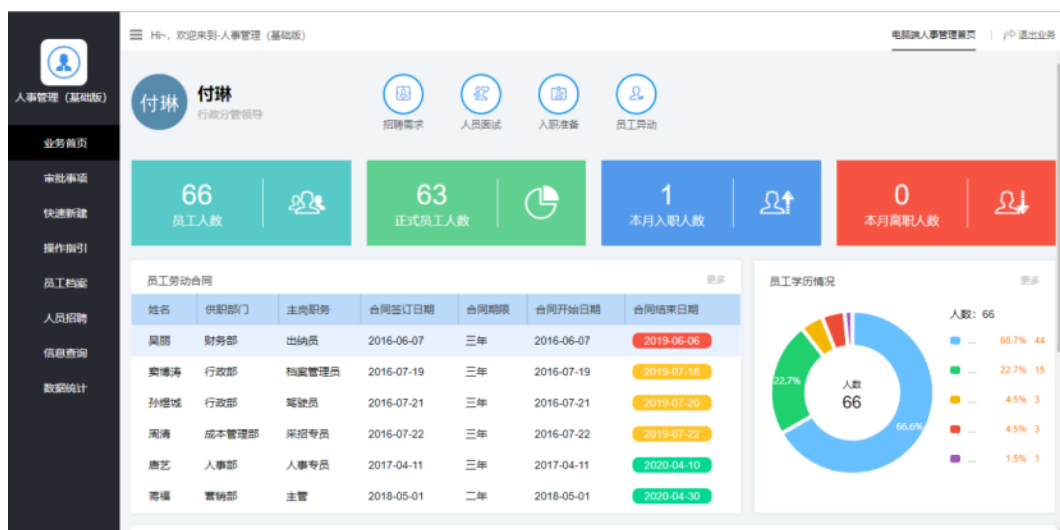 Hi~, 欢迎来到-人事管理（基础版）
电脑端人事管理首页 | 退出业务
人事管理（基础版）
业务首页
审批事项
快速新建
操作指引
员工档案
人员招聘
信息查询
数据统计
付琳
付琳
行政分管领导
招聘需求 人员面试 入职准备 员工异动
66
员工人数
63
正式员工人数
1
本月入职人数
0
本月离职人数
员工劳动合同 更多
姓名 供职部门 主岗职务 合同签订日期 合同期限 合同开始日期 合同结束日期
吴丽 财务部 出纳员 2016-06-07 三年 2016-06-07 2019-06-06
窦博涛 行政部 档案管理员 2016-07-19 三年 2016-07-19 2019-07-18
孙煜城 行政部 驾驶员 2016-07-21 三年 2016-07-21 2019-07-20
周涛 成本管理部 采招专员 2016-07-22 三年 2016-07-22 2019-07-22
唐艺 人事部 人事专员 2017-04-11 三年 2017-04-11 2020-04-10
蒋福 营销部 主管 2018-05-01 二年 2018-05-01 2020-04-30
员工学历情况 更多
22.7%
人数
66
66.6%
人数：66
... 66.7% 44
... 22.7% 15
... 4.5% 3
... 4.5% 3
... 1.5% 1